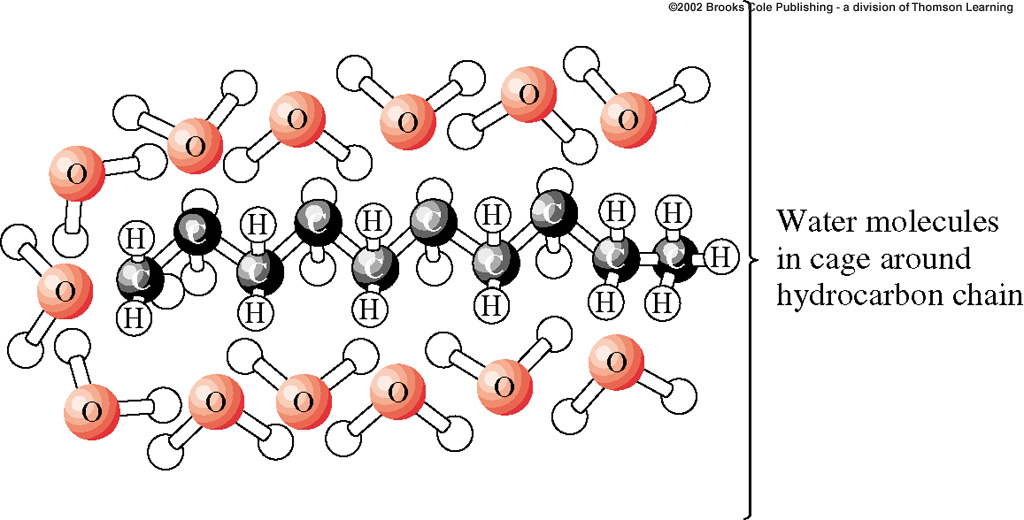 ©2002 Brooks Cole Publishing - a division of Thomson Learning
O O O O O O
H H H H H H
C C C C
O C C C C C C H
H H H H H H
O O O O O O
Water molecules
in cage around
hydrocarbon chain